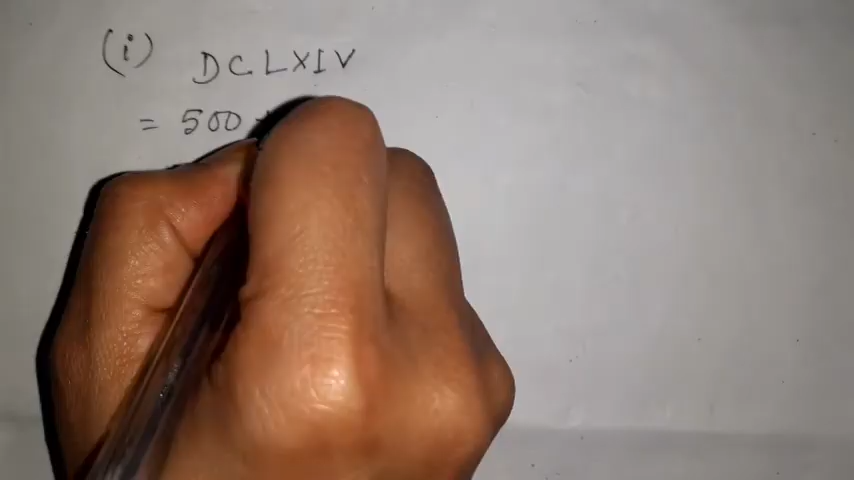 (i) DCLXIV
= 500 +